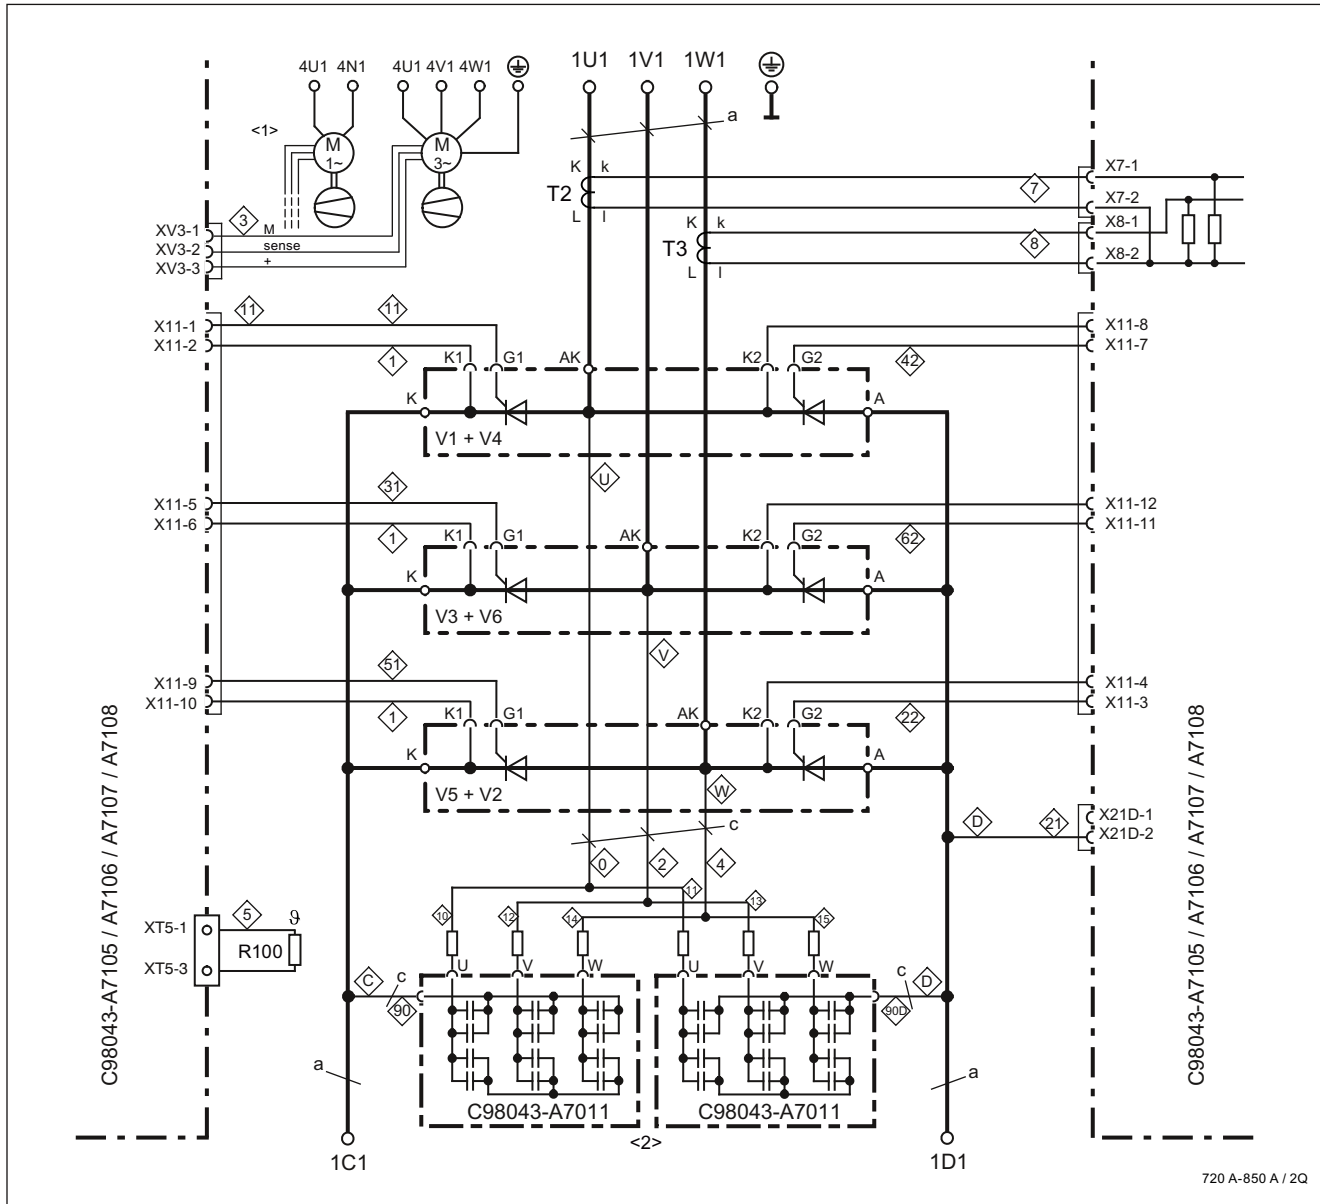 4U1 4N1 4U1 4V1 4W1 1U1 1V1 1W1
a
<1> M 1~ M 3~
K k X7-1
T2 7
L l X7-2
XV3-1 3 M K k X8-1
XV3-2 sense T3 8
XV3-3 + L l X8-2
11 11
X11-1 X11-8
X11-2 1 K1 G1 AK K2 G2 42 X11-7
K A
V1 + V4
U
31
X11-5 X11-12
X11-6 1 K1 G1 AK K2 G2 62 X11-11
K A
V3 + V6
V
51
X11-9 X11-4
X11-10 1 K1 G1 AK K2 G2 22 X11-3
K A
V5 + V2 W
c D 21 X21D-1
X21D-2
0 2 4
10 12 14 11 13 15
XT5-1 5 ϑ
R100
XT5-3
U V W U V W
C c c D
90 90D
a a
C98043-A7011 C98043-A7011
<2>
1C1 1D1
C98043-A7105 / A7106 / A7107 / A7108
C98043-A7105 / A7106 / A7107 / A7108
720 A-850 A / 2Q